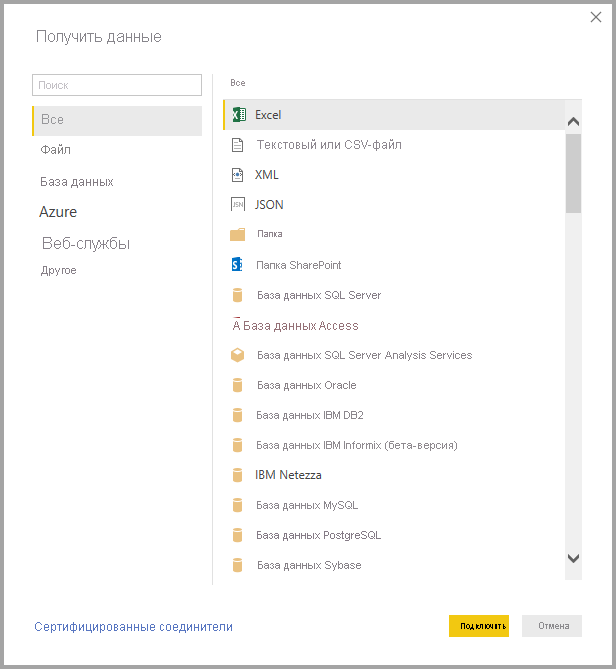 Получить данные
Поиск
Все
Файл
База данных
Azure
Веб-службы
Другое
Все
Excel
Текстовый или CSV-файл
XML
JSON
Папка
Папка SharePoint
База данных SQL Server
A База данных Access
База данных SQL Server Analysis Services
База данных Oracle
База данных IBM DB2
База данных IBM Informix (бета-версия)
IBM Netezza
База данных MySQL
База данных PostgreSQL
База данных Sybase
Сертифицированные соединители
Подключить
Отмена